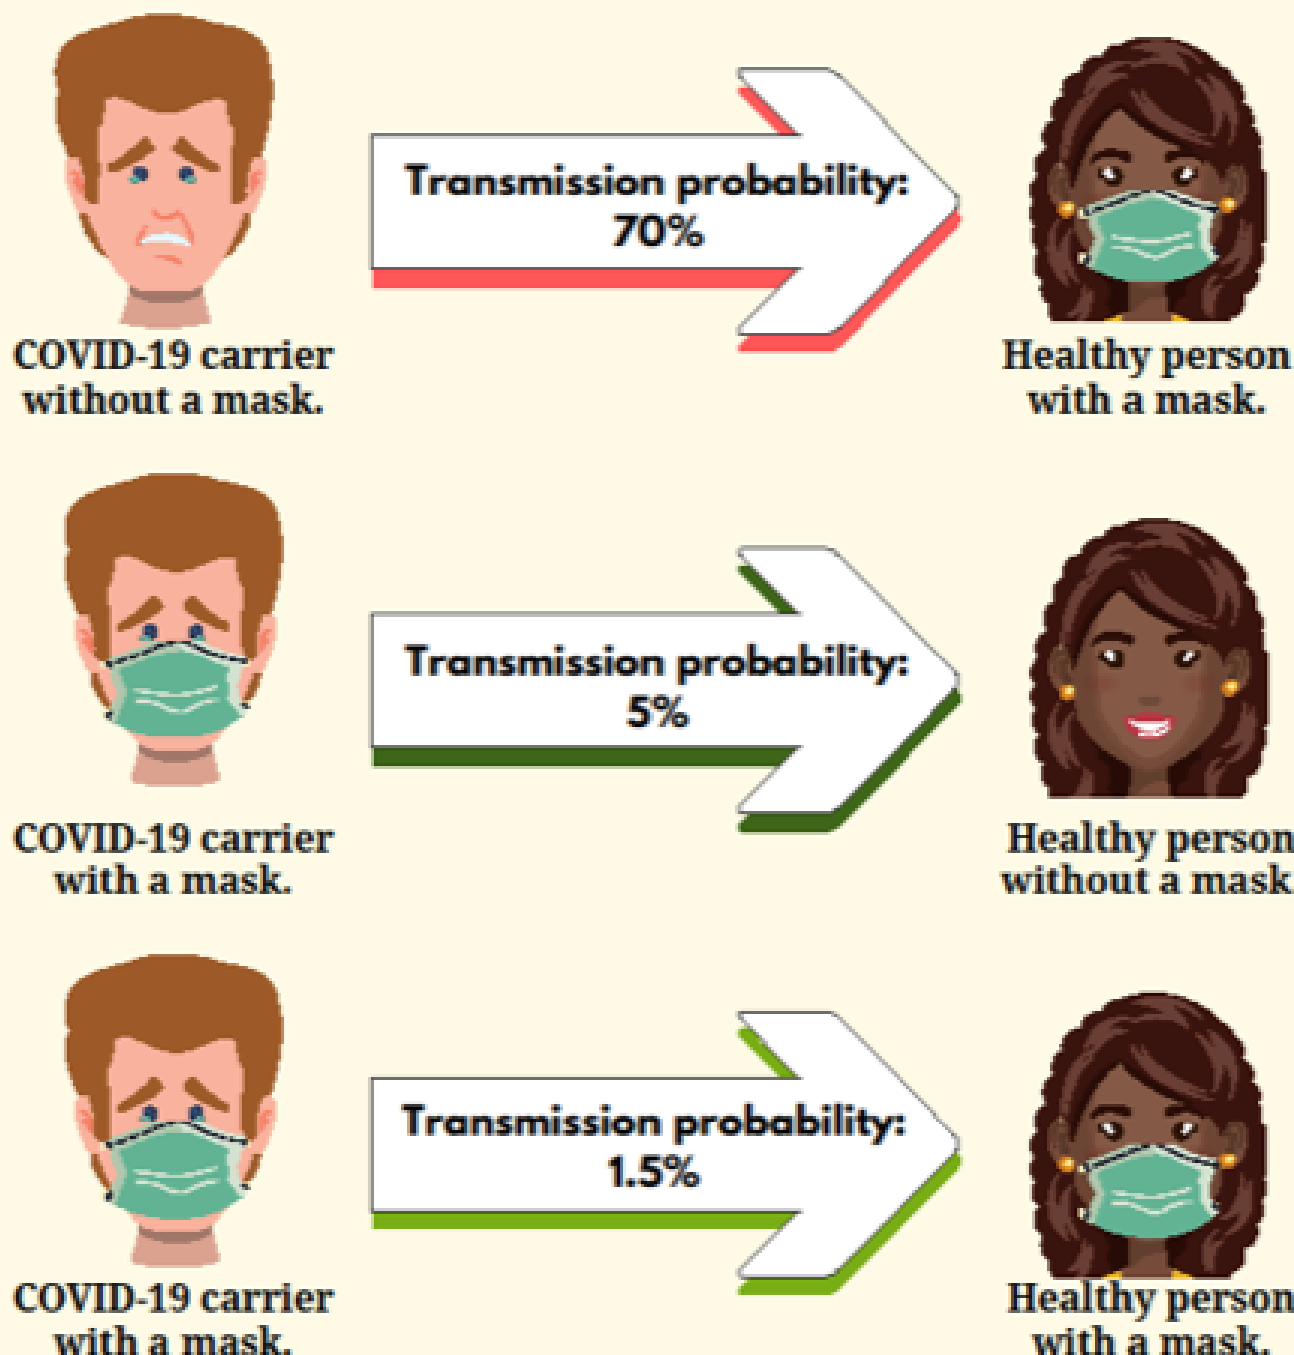 Transmission probability:
70%
COVID-19 carrier
without a mask.
Healthy person
with a mask.
Transmission probability:
5%
COVID-19 carrier
with a mask.
Healthy person
without a mask
Transmission probability:
1.5%
COVID-19 carrier
with a mask.
Healthy person
with a mask.